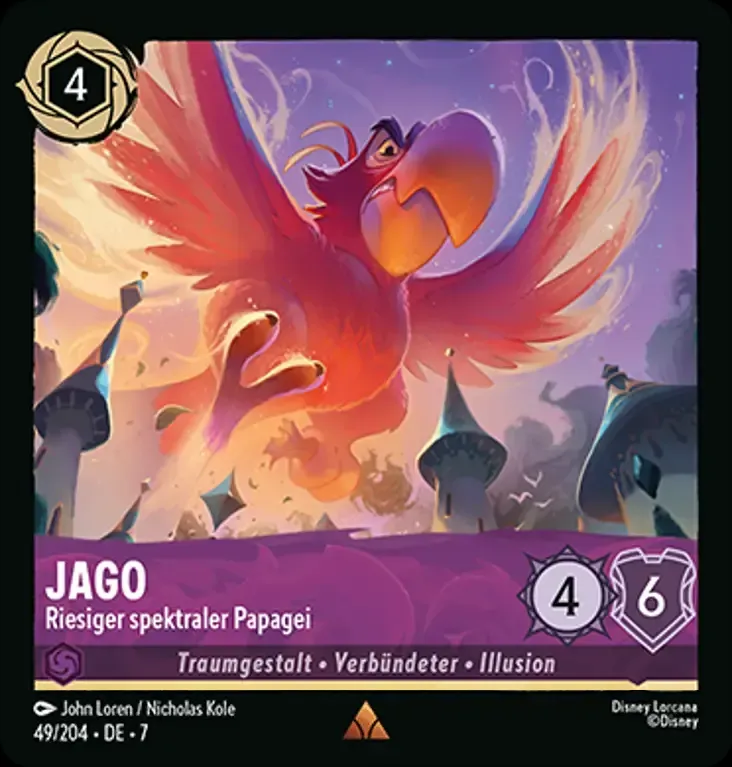 4
JAGO
Riesiger spektraler Papagei
4
6
Traumgestalt • Verbündeter • Illusion
John Loren / Nicholas Kole
49/204 • DE • 7
Disney Lorcana
©Disney